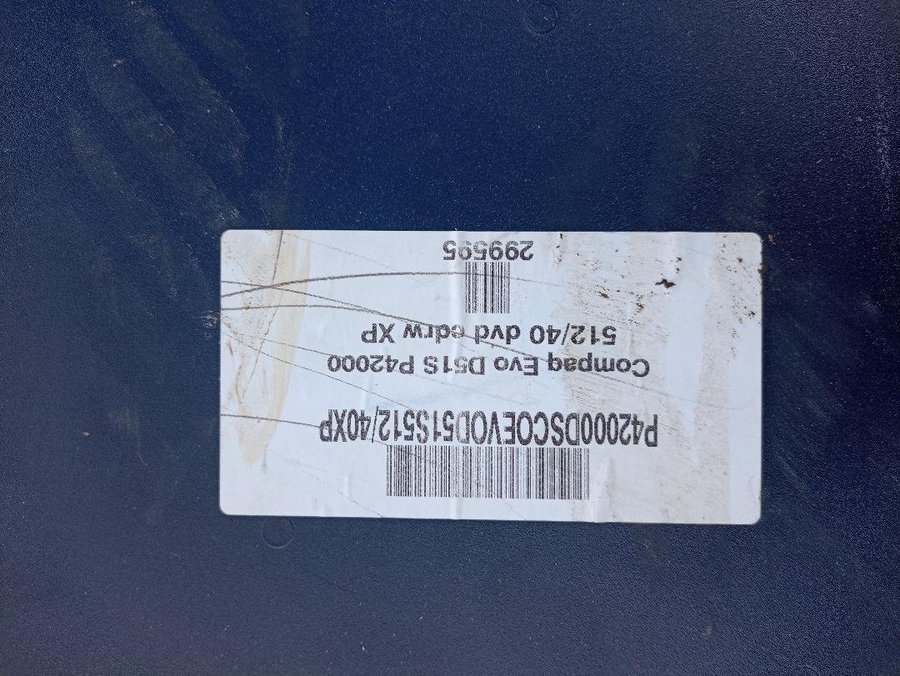 P42000DSCOEVOD51S512/40XP
Compaq Evo D51S P42000
512/40 dvd cdrw XP
299595